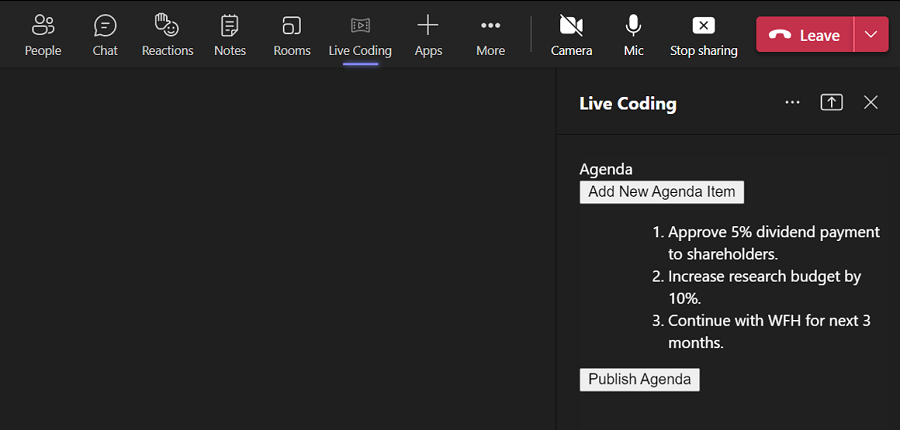 People Chat Reactions Notes Rooms Live Coding Apps More Camera Mic Stop sharing Leave
Live Coding
Agenda
Add New Agenda Item
1. Approve 5% dividend payment
to shareholders.
2. Increase research budget by
10%.
3. Continue with WFH for next 3
months.
Publish Agenda